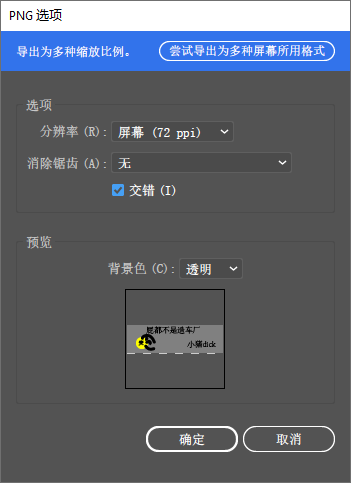 PNG 选项
导出为多种缩放比例。
尝试导出为多种屏幕所用格式
选项
分辨率(R): 屏幕 (72 ppi)
消除锯齿(A): 无
交错(I)
预览
背景色(C): 透明
屁都不是造车厂
小猫dick
确定
取消